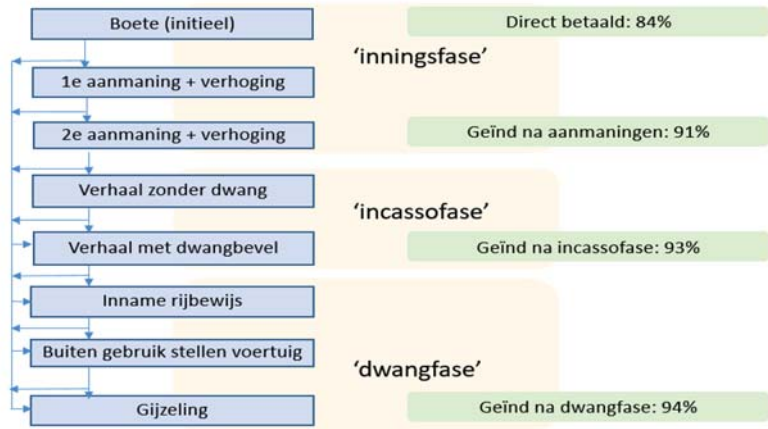 Boete (initieel)
Direct betaald: 84%
‘inningsfase’
1e aanmaning + verhoging
2e aanmaning + verhoging
Geïnd na aanmaningen: 91%
Verhaal zonder dwang
‘incassofase’
Verhaal met dwangbevel
Geïnd na incassofase: 93%
Inname rijbewijs
Buiten gebruik stellen voertuig
‘dwangfase’
Gijzeling
Geïnd na dwangfase: 94%